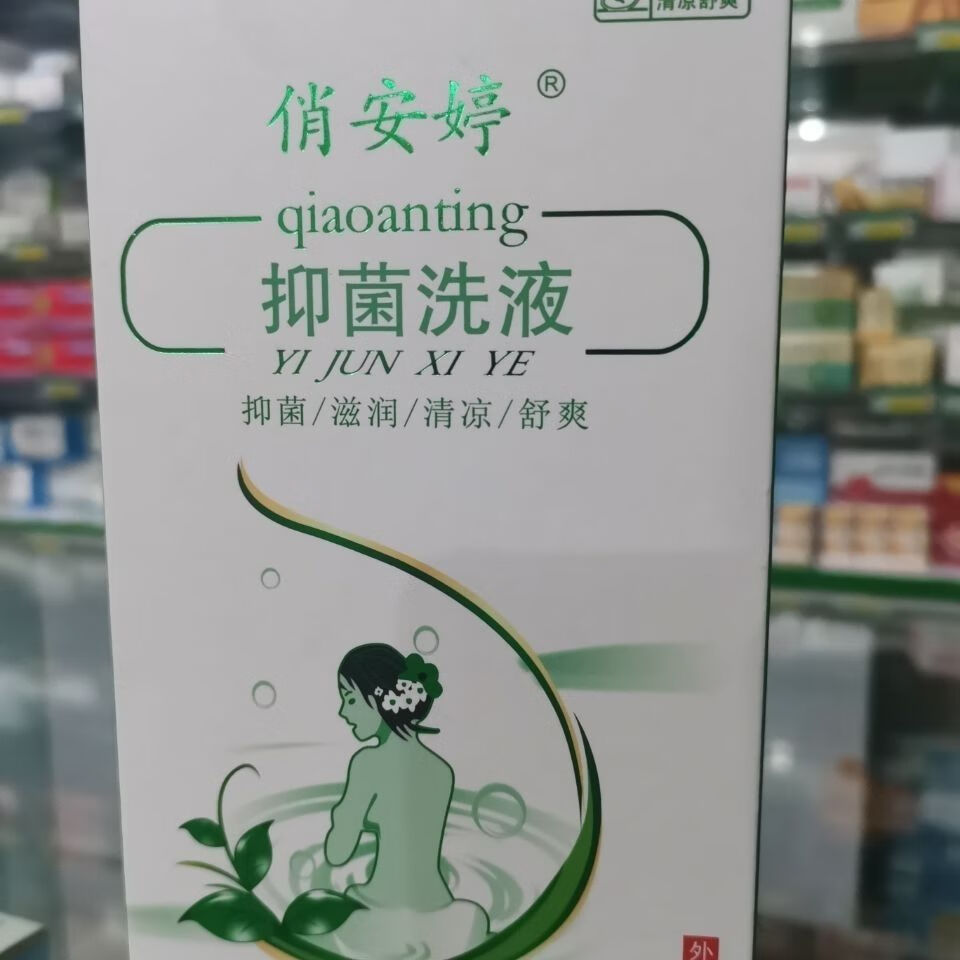 清凉舒爽
俏安婷®
qiaoanting
抑菌洗液
YI JUN XI YE
抑菌/滋润/清凉/舒爽
外